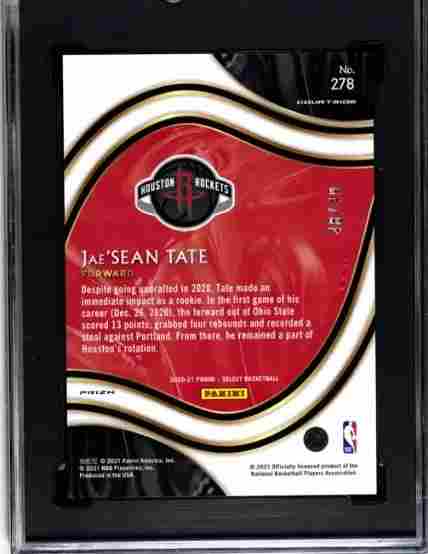 No.
278
HOUSTON ROCKETS
JAE'SEAN TATE
FORWARD
Despite going undrafted in 2020, Tate made an
immediate impact as a rookie. In the first game of his
career (Dec. 26, 2020), the forward out of Ohio State
scored 13 points, grabbed four rebounds and recorded a
steal against Portland. From there, he remained a part of
Houston's rotation.
2020-21 PANINI - SELECT BASKETBALL
PRIZM
PANINI
© 2021 Panini America, Inc.
© 2021 NBA Properties, Inc.
Produced in the USA.
© 2021 Officially licensed product of the
National Basketball Players Association.